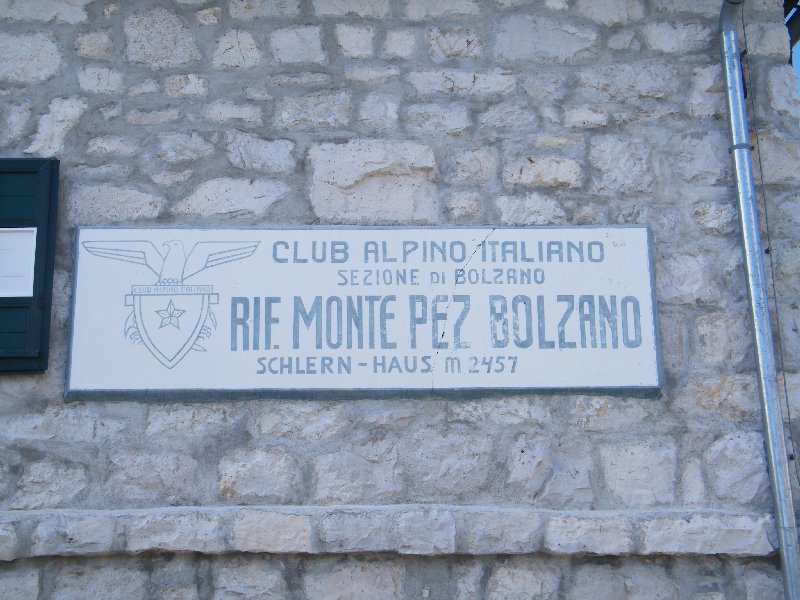 CLUB ALPINO ITALIANO
SEZIONE DI BOLZANO
CLUB ALPINO ITALIANO
RIF. MONTE PEZ BOLZANO
SCHLERN-HAUS m 2457